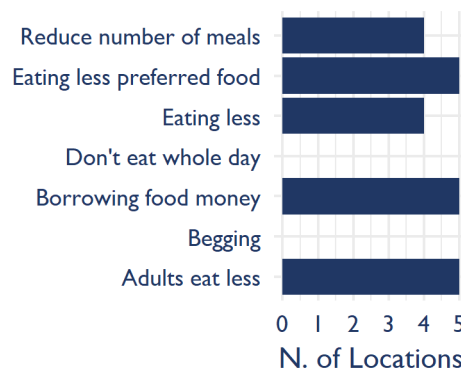 Reduce number of meals
Eating less preferred food
Eating less
Don't eat whole day
Borrowing food money
Begging
Adults eat less
0 1 2 3 4 5
N. of Locations